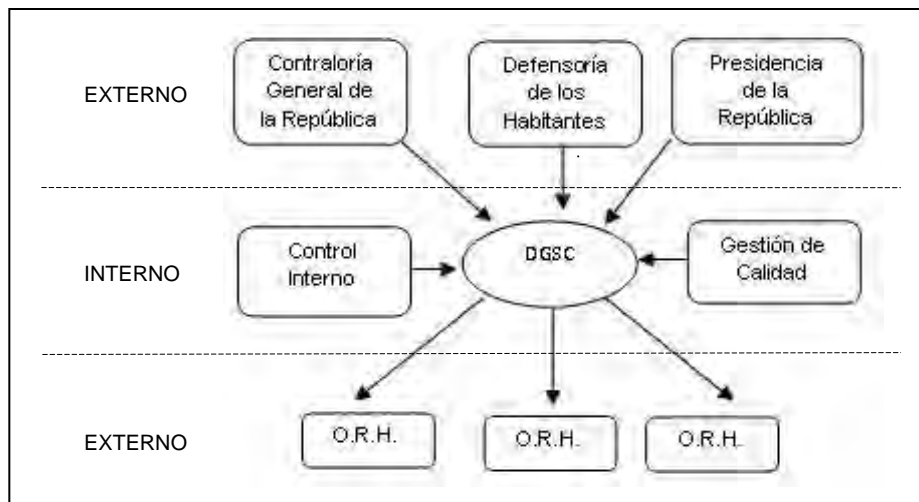 EXTERNO
Contraloría
General de
la República
Defensoría
de los
Habitantes
Presidencia
de la
República
INTERNO
Control
Interno
DGSC
Gestión de
Calidad
EXTERNO
O.R.H.
O.R.H.
O.R.H.